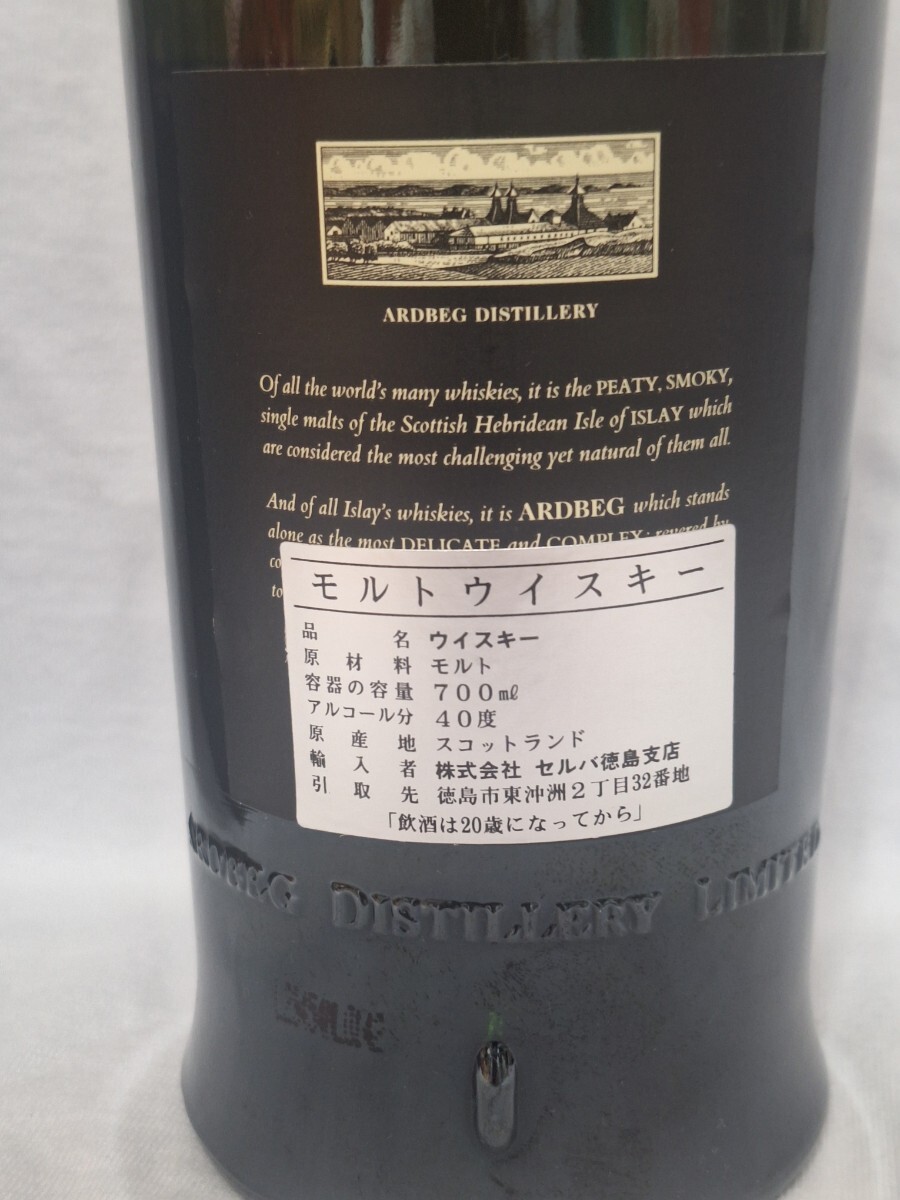 ARDBEG DISTILLERY
Of all the world's many whiskies, it is the PEATY, SMOKY,
single malts of the Scottish Hebridean Isle of ISLAY which
are considered the most challenging yet natural of them all.
And of all Islay's whiskies, it is ARDBEG which stands
alone as the most DELICATE and COMPLEX; revered by
モルトウイスキー
品名 ウイスキー
原材料 モルト
容器の容量 700ml
アルコール分 40度
原産地 スコットランド
輸入者 株式会社 セルバ徳島支店
引取先 徳島市東沖洲2丁目32番地
「飲酒は20歳になってから」
ARDBEG DISTILLERY LIMITED